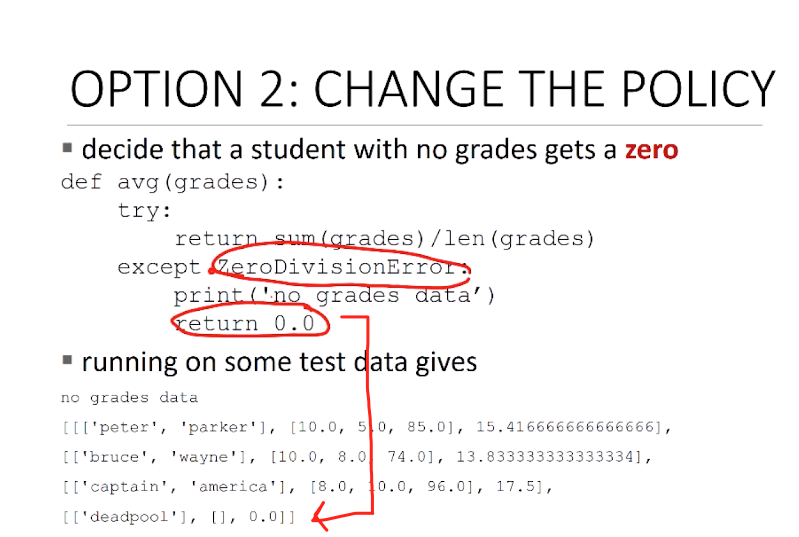 OPTION 2: CHANGE THE POLICY
▪ decide that a student with no grades gets a zero
def avg(grades):
    try:
        return sum(grades)/len(grades)
    except ZeroDivisionError:
        print('no grades data’)
        return 0.0
▪ running on some test data gives
no grades data
[[['peter', 'parker'], [10.0, 5.0, 85.0], 15.416666666666666],
[['bruce', 'wayne'], [10.0, 8.0, 74.0], 13.833333333333334],
[['captain', 'america'], [8.0, 10.0, 96.0], 17.5],
[['deadpool'], [], 0.0]]